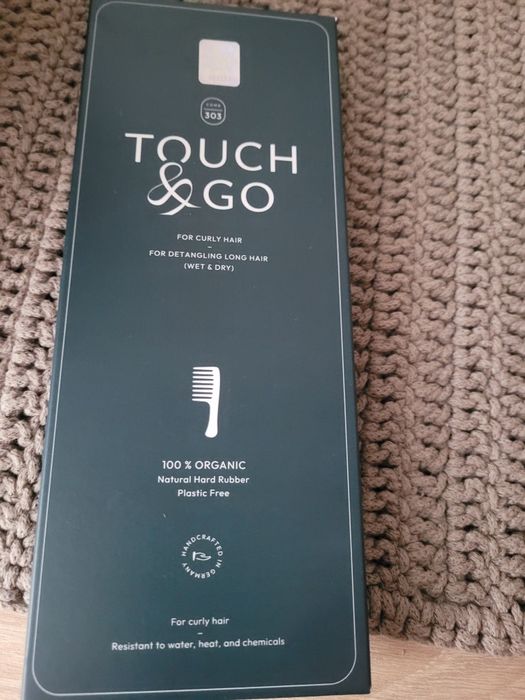 COMB
303
TOUCH
& GO
FOR CURLY HAIR
–
FOR DETANGLING LONG HAIR
(WET & DRY)
100 % ORGANIC
Natural Hard Rubber
Plastic Free
HANDCRAFTED IN GERMANY
For curly hair
–
Resistant to water, heat, and chemicals